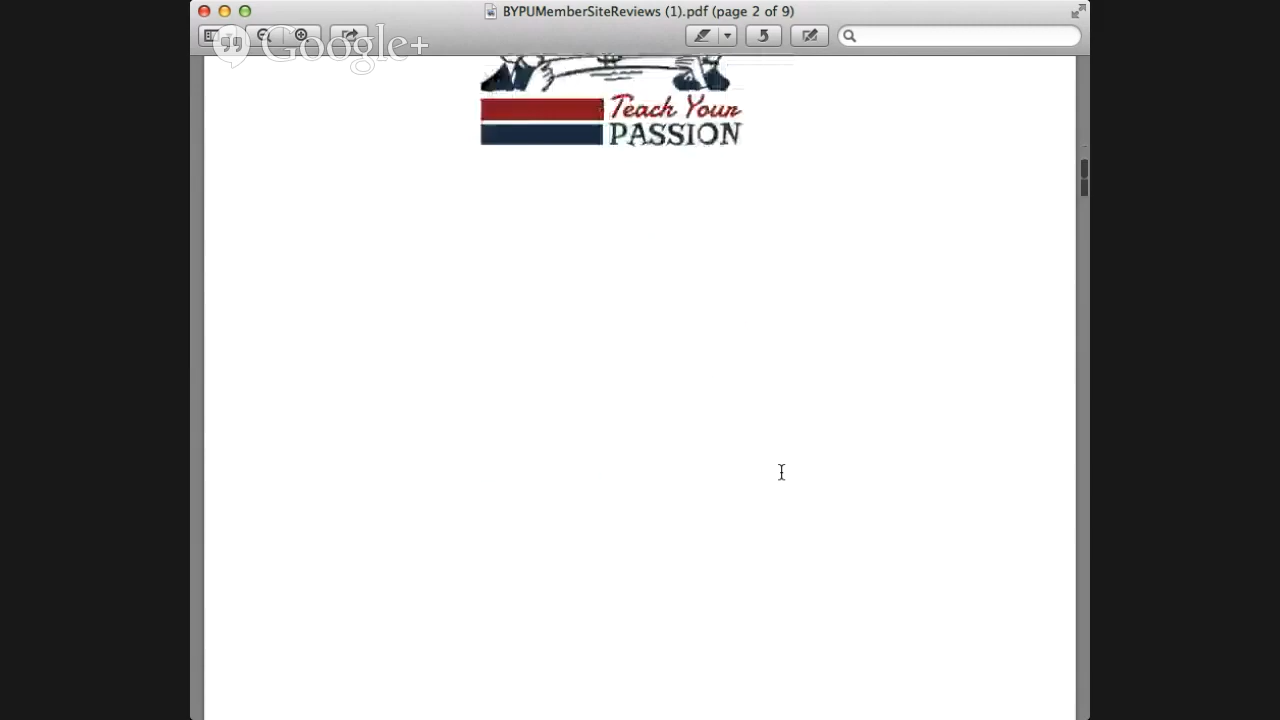 BYPUMemberSiteReviews (1).pdf (page 2 of 9)
Google+
Teach Your
PASSION